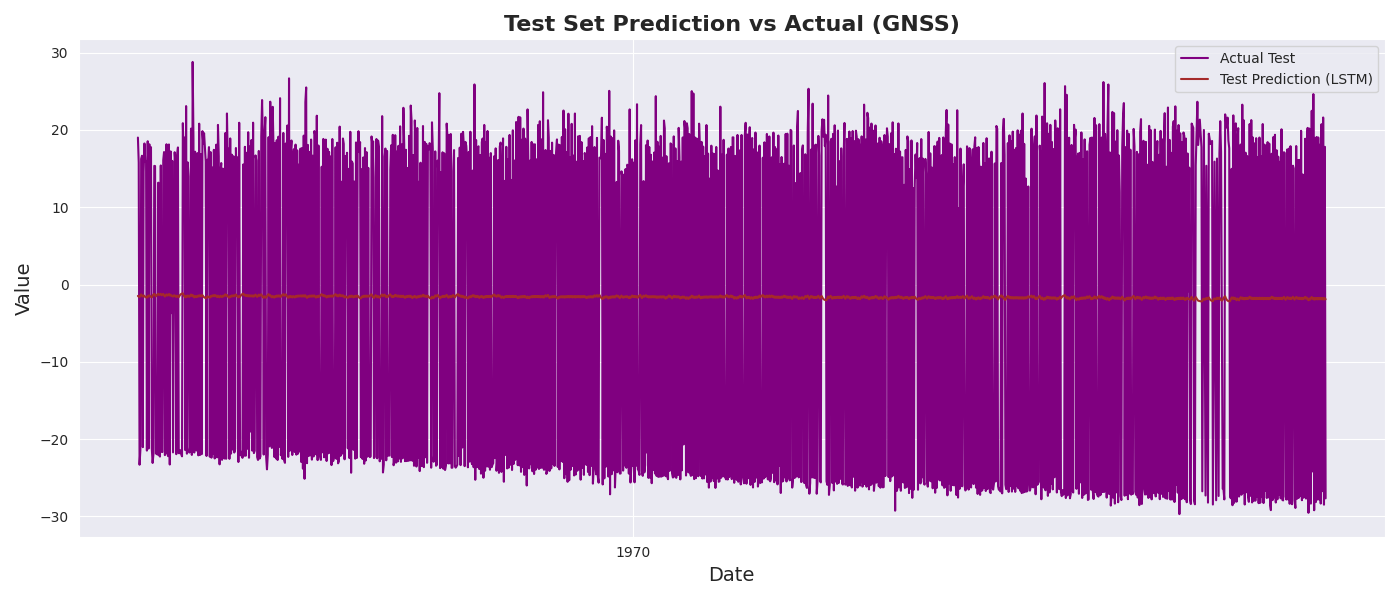 Test Set Prediction vs Actual (GNSS)
Actual Test
Test Prediction (LSTM)
30
20
10
0
−10
−20
−30
Value
1970
Date